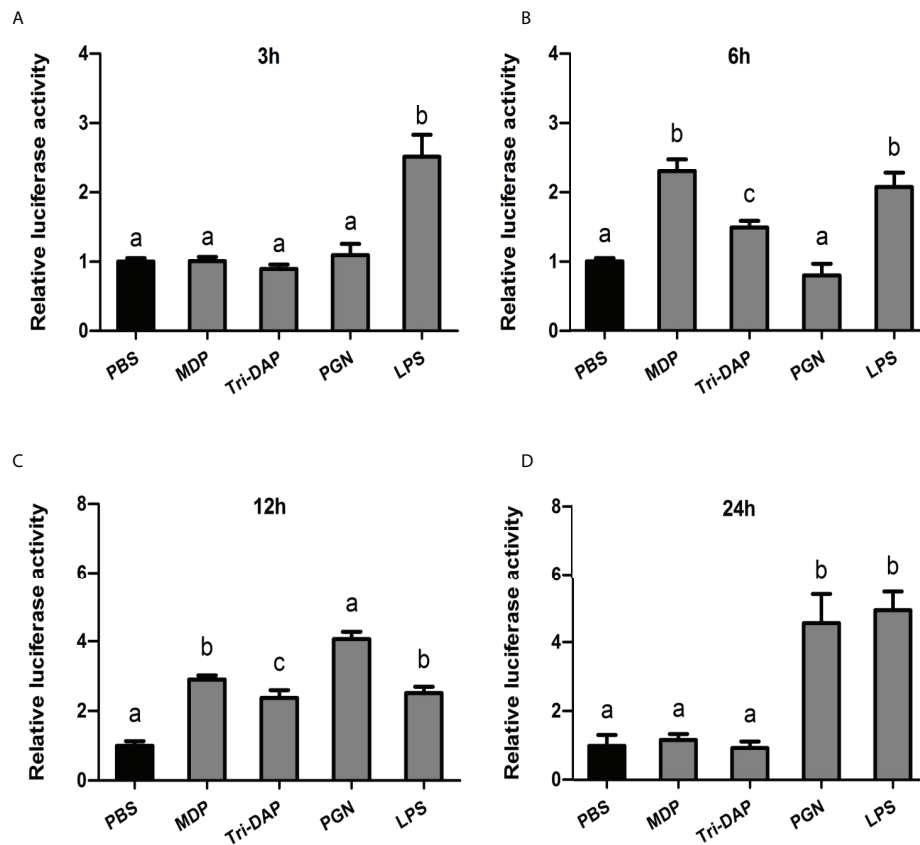 A
3h
Relative luciferase activity
4
3
2
1
0
a
a
a
a
b
PBS
MDP
Tri-DAP
PGN
LPS
B
6h
Relative luciferase activity
4
3
2
1
0
a
b
c
a
b
PBS
MDP
Tri-DAP
PGN
LPS
C
12h
Relative luciferase activity
8
6
4
2
0
a
b
c
a
b
PBS
MDP
Tri-DAP
PGN
LPS
D
24h
Relative luciferase activity
8
6
4
2
0
a
a
a
b
b
PBS
MDP
Tri-DAP
PGN
LPS